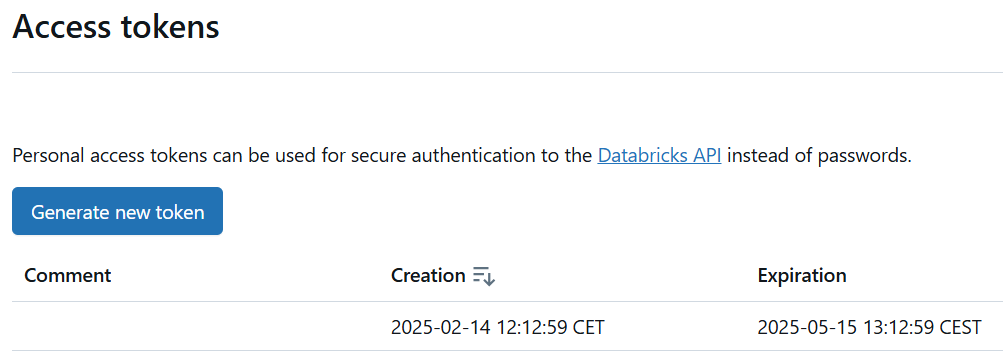 Access tokens
Personal access tokens can be used for secure authentication to the Databricks API instead of passwords.
Generate new token
Comment Creation Expiration
2025-02-14 12:12:59 CET 2025-05-15 13:12:59 CEST